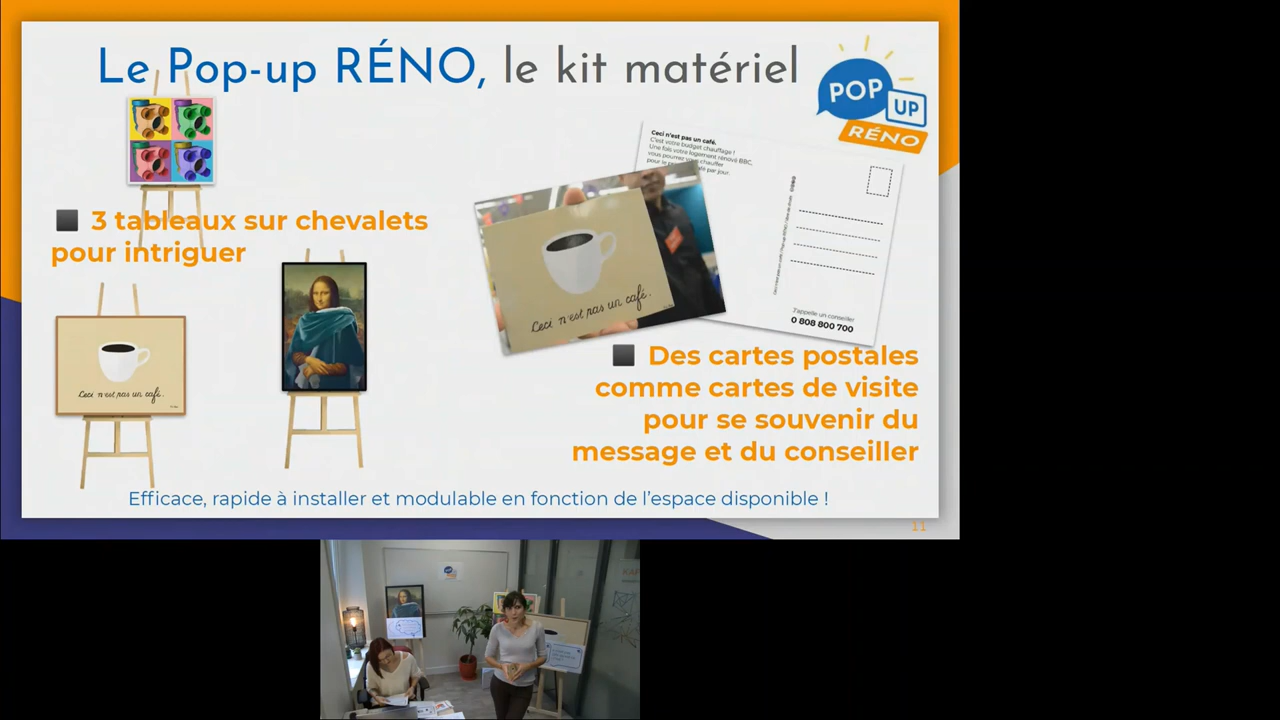 Le Pop-up RÉNO, le kit matériel
POP
UP
RÉNO
3 tableaux sur chevalets
pour intriguer
Ceci n'est pas un café.
Ceci n'est pas un café.
C'est votre budget chauffage !
Une fois votre logement rénové BBC,
vous pourrez chauffer
pour le par jour.
Ceci n'est pas un café.
J'appelle un conseiller
0 808 800 700
Des cartes postales
comme cartes de visite
pour se souvenir du
message et du conseiller
Efficace, rapide à installer et modulable en fonction de l'espace disponible !
11